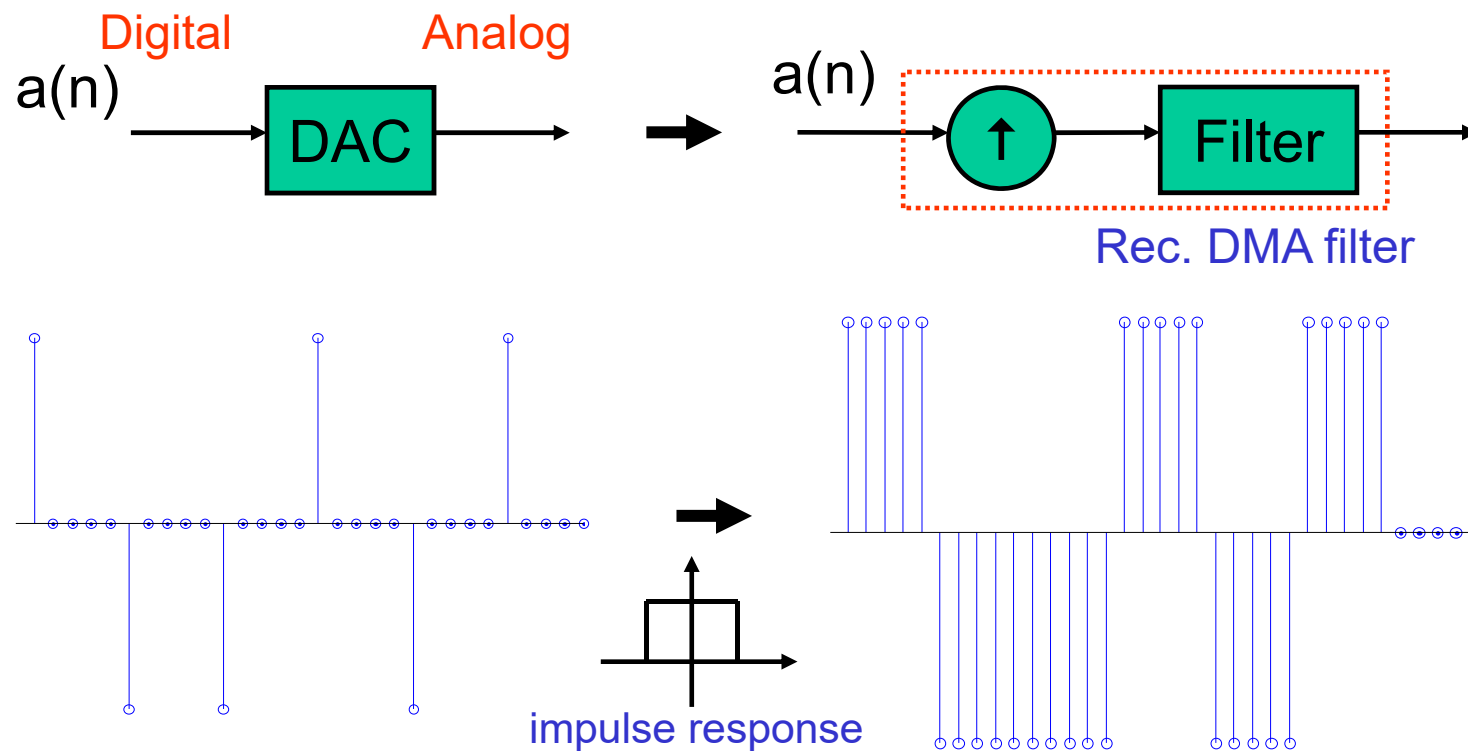 Digital
Analog
a(n)
DAC
a(n)
↑
Filter
Rec. DMA filter
impulse response